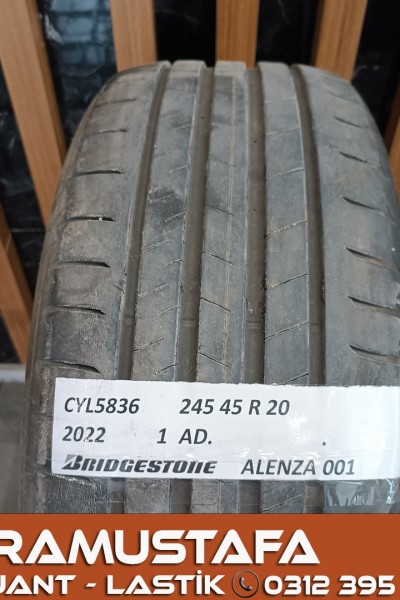 CYL5836 245 45 R 20
2022 1 AD.
BRIDGESTONE ALENZA 001
RAMUSTAFA
JANT - LASTİK 0312 395